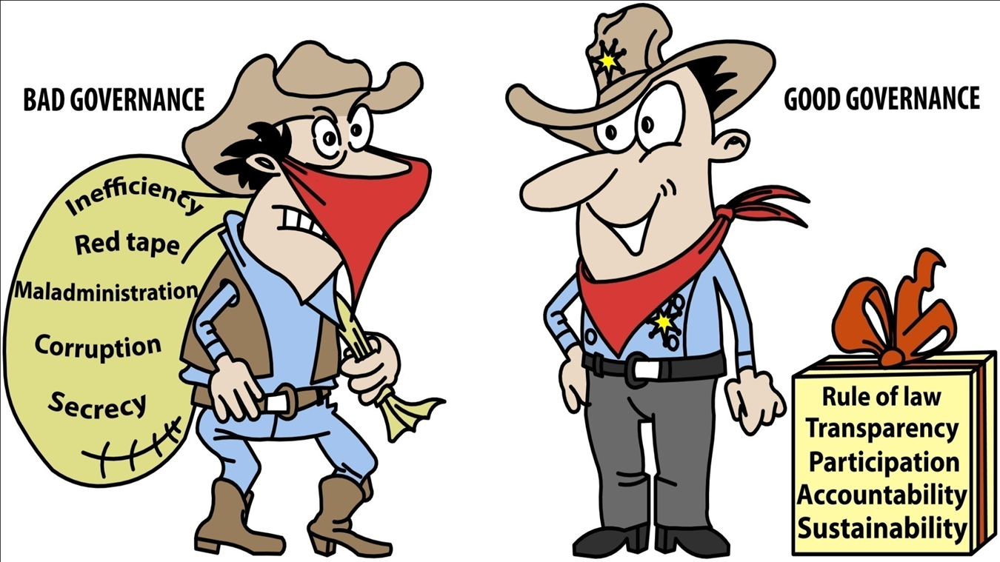 BAD GOVERNANCE
Inefficiency
Red tape
Maladministration
Corruption
Secrecy
GOOD GOVERNANCE
Rule of law
Transparency
Participation
Accountability
Sustainability